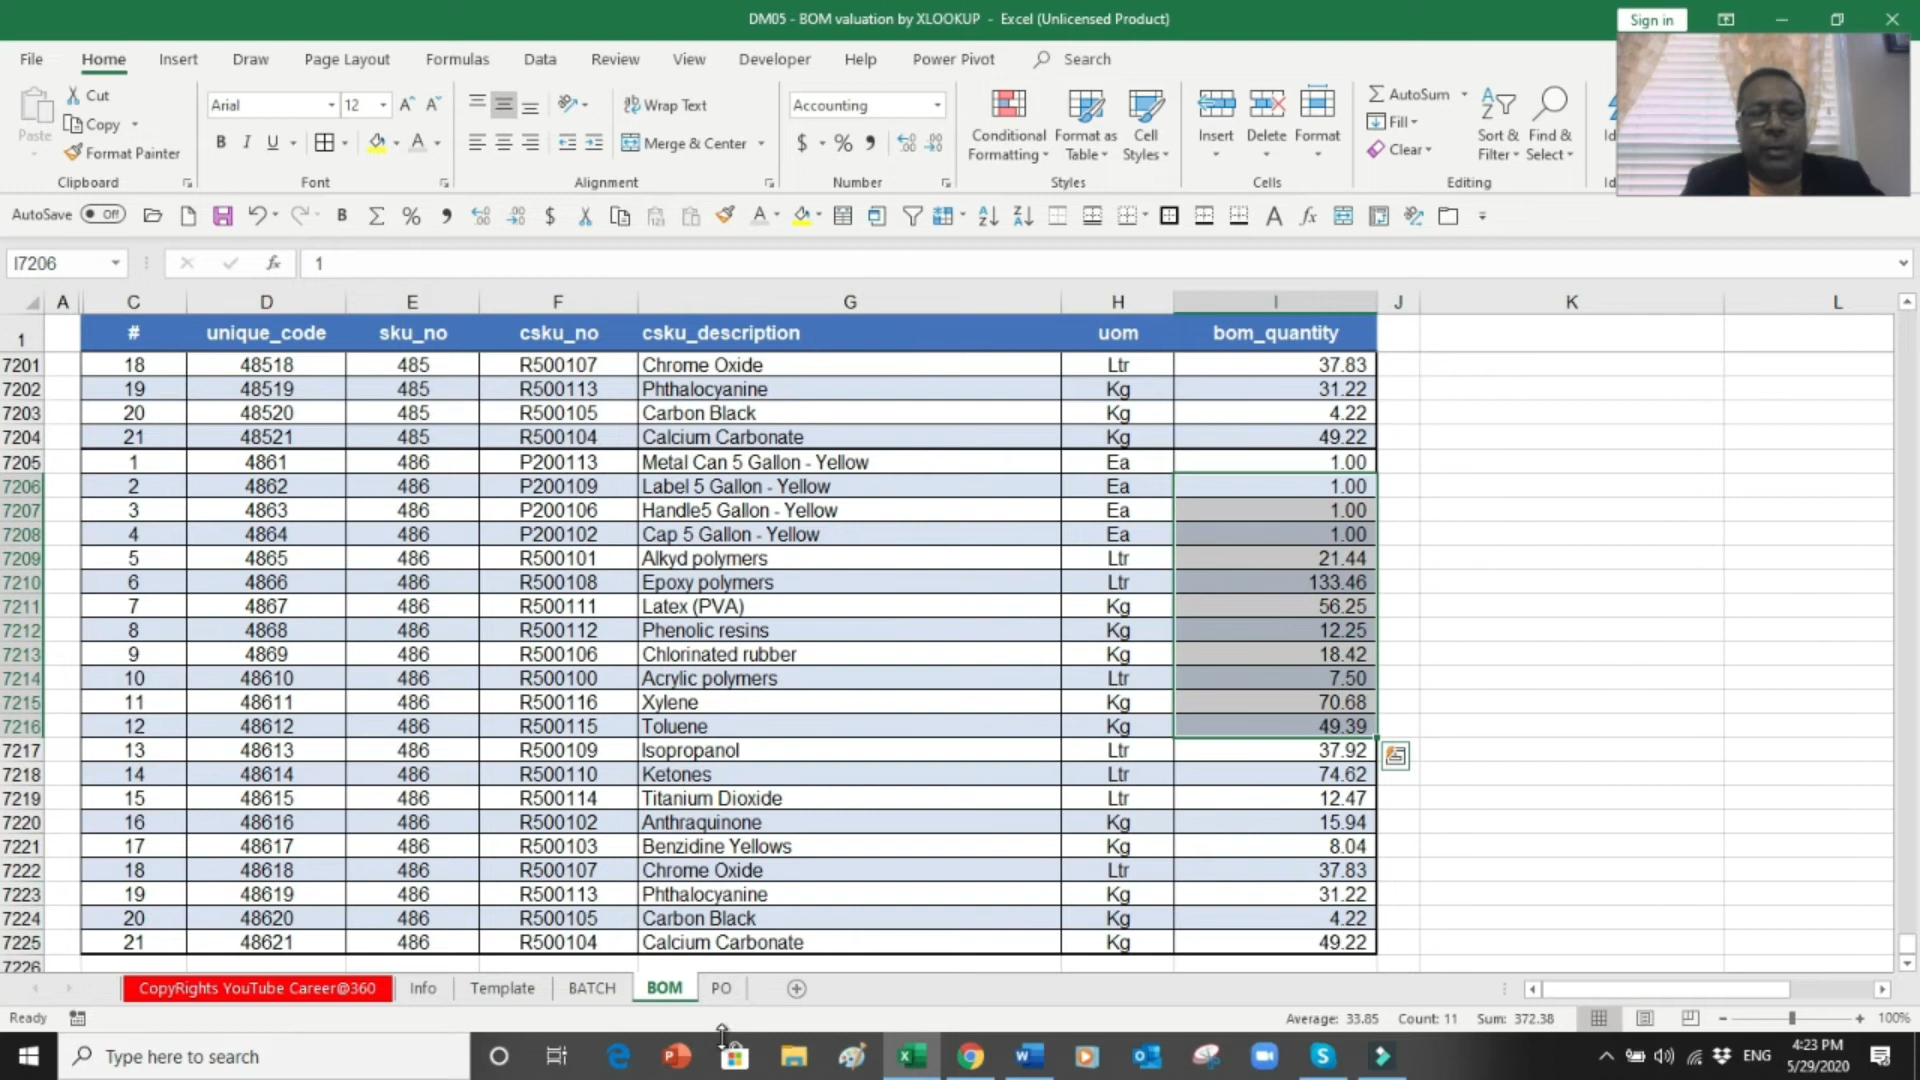 DM05 - BOM valuation by XLOOKUP - Excel (Unlicensed Product)
Sign in
File Home Insert Draw Page Layout Formulas Data Review View Developer Help Power Pivot Search
Paste
Cut
Copy
Format Painter
Clipboard
Arial 12
B I U
Font
Wrap Text
Merge & Center
Alignment
Accounting
$ %
Number
Conditional Formatting
Format as Table
Cell Styles
Styles
Insert Delete Format
Cells
AutoSum
Fill
Clear
Sort & Filter
Find & Select
Editing
Id
AutoSave Off
I7206 fx 1
A C D E F G H I J K L
1 # unique_code sku_no csku_no csku_description uom bom_quantity
7201 18 48518 485 R500107 Chrome Oxide Ltr 37.83
7202 19 48519 485 R500113 Phthalocyanine Kg 31.22
7203 20 48520 485 R500105 Carbon Black Kg 4.22
7204 21 48521 485 R500104 Calcium Carbonate Kg 49.22
7205 1 4861 486 P200113 Metal Can 5 Gallon - Yellow Ea 1.00
7206 2 4862 486 P200109 Label 5 Gallon - Yellow Ea 1.00
7207 3 4863 486 P200106 Handle5 Gallon - Yellow Ea 1.00
7208 4 4864 486 P200102 Cap 5 Gallon - Yellow Ea 1.00
7209 5 4865 486 R500101 Alkyd polymers Ltr 21.44
7210 6 4866 486 R500108 Epoxy polymers Ltr 133.46
7211 7 4867 486 R500111 Latex (PVA) Kg 56.25
7212 8 4868 486 R500112 Phenolic resins Kg 12.25
7213 9 4869 486 R500106 Chlorinated rubber Kg 18.42
7214 10 48610 486 R500100 Acrylic polymers Ltr 7.50
7215 11 48611 486 R500116 Xylene Kg 70.68
7216 12 48612 486 R500115 Toluene Kg 49.39
7217 13 48613 486 R500109 Isopropanol Ltr 37.92
7218 14 48614 486 R500110 Ketones Ltr 74.62
7219 15 48615 486 R500114 Titanium Dioxide Ltr 12.47
7220 16 48616 486 R500102 Anthraquinone Kg 15.94
7221 17 48617 486 R500103 Benzidine Yellows Kg 8.04
7222 18 48618 486 R500107 Chrome Oxide Ltr 37.83
7223 19 48619 486 R500113 Phthalocyanine Kg 31.22
7224 20 48620 486 R500105 Carbon Black Kg 4.22
7225 21 48621 486 R500104 Calcium Carbonate Kg 49.22
7226
CopyRights YouTube Career@360 Info Template BATCH BOM PO
Ready Average: 33.85 Count: 11 Sum: 372.38 100%
Type here to search
ENG
4:23 PM
5/29/2020